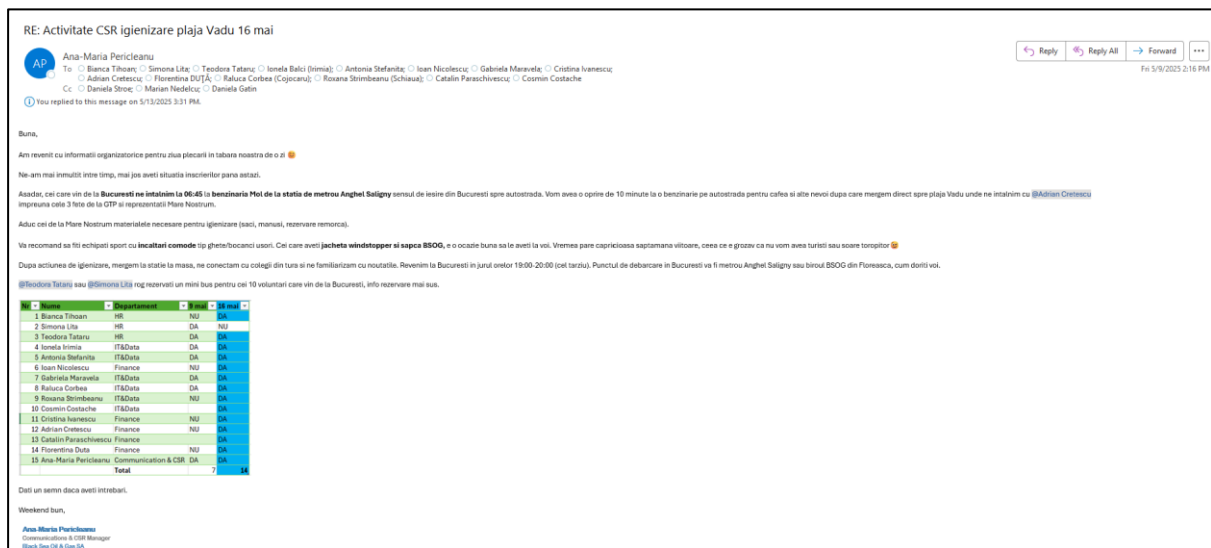 RE: Activitate CSR igienizare plaja Vadu 16 mai
AP
Ana-Maria Pericleanu
To Bianca Tihoan; Simona Lita; Teodora Tataru; Ionela Balci (Irimia); Antonia Stefanita; Ioan Nicolescu; Gabriela Maravela; Cristina Ivanescu;
Adrian Cretescu; Florentina DUȚĂ; Raluca Corbea (Cojocaru); Roxana Strimbeanu (Schiaua); Catalin Paraschivescu; Cosmin Costache
Cc Daniela Stroe; Marian Nedelcu; Daniela Gatin
Reply Reply All Forward
Fri 5/9/2025 2:16 PM
You replied to this message on 5/13/2025 3:31 PM.
Buna,
Am revenit cu informatii organizatorice pentru ziua plecarii in tabara noastra de o zi
Ne-am mai inmultit intre timp, mai jos aveti situatia inscrierilor pana astazi.
Asadar, cei care vin de la Bucuresti ne intalnim la 06:45 la benzinaria Mol de la statia de metrou Anghel Saligny sensul de iesire din Bucuresti spre autostrada. Vom avea o oprire de 10 minute la o benzinarie pe autostrada pentru cafea si alte nevoi dupa care mergem direct spre plaja Vadu unde ne intalnim cu @Adrian Cretescu
impreuna cele 3 fete de la GTP si reprezentatii Mare Nostrum.
Aduc cei de la Mare Nostrum materialele necesare pentru igienizare (saci, manusi, rezervare remorca).
Va recomand sa fiti echipati sport cu incaltari comode tip ghete/bocanci usori. Cei care aveti jacheta windstopper si sapca BSOG, e o ocazie buna sa le aveti la voi. Vremea pare capricioasa saptamana viitoare, ceea ce e grozav ca nu vom avea turisti sau soare toropitor
Dupa actiunea de igienizare, mergem la statie la masa, ne conectam cu colegii din tura si ne familiarizam cu noutatile. Revenim la Bucuresti in jurul orelor 19:00-20:00 (cel tarziu). Punctul de debarcare in Bucuresti va fi metrou Anghel Saligny sau biroul BSOG din Floreasca, cum doriti voi.
@Teodora Tataru sau @Simona Lita rog rezervati un mini bus pentru cei 10 voluntari care vin de la Bucuresti, info rezervare mai sus.
Nr Nume Departament 9 mai 16 mai
1 Bianca Tihoan HR NU DA
2 Simona Lita HR DA NU
3 Teodora Tataru HR DA DA
4 Ionela Irimia IT&Data DA DA
5 Antonia Stefanita IT&Data DA DA
6 Ioan Nicolescu Finance NU DA
7 Gabriela Maravela IT&Data DA DA
8 Raluca Corbea IT&Data DA DA
9 Roxana Strimbeanu IT&Data NU DA
10 Cosmin Costache IT&Data DA
11 Cristina Ivanescu Finance NU DA
12 Adrian Cretescu Finance NU DA
13 Catalin Paraschivescu Finance DA
14 Florentina Duta Finance NU DA
15 Ana-Maria Pericleanu Communication & CSR DA DA
Total 7 14
Dati un semn daca aveti intrebari.
Weekend bun,
Ana-Maria Pericleanu
Communications & CSR Manager
Black Sea Oil & Gas SA